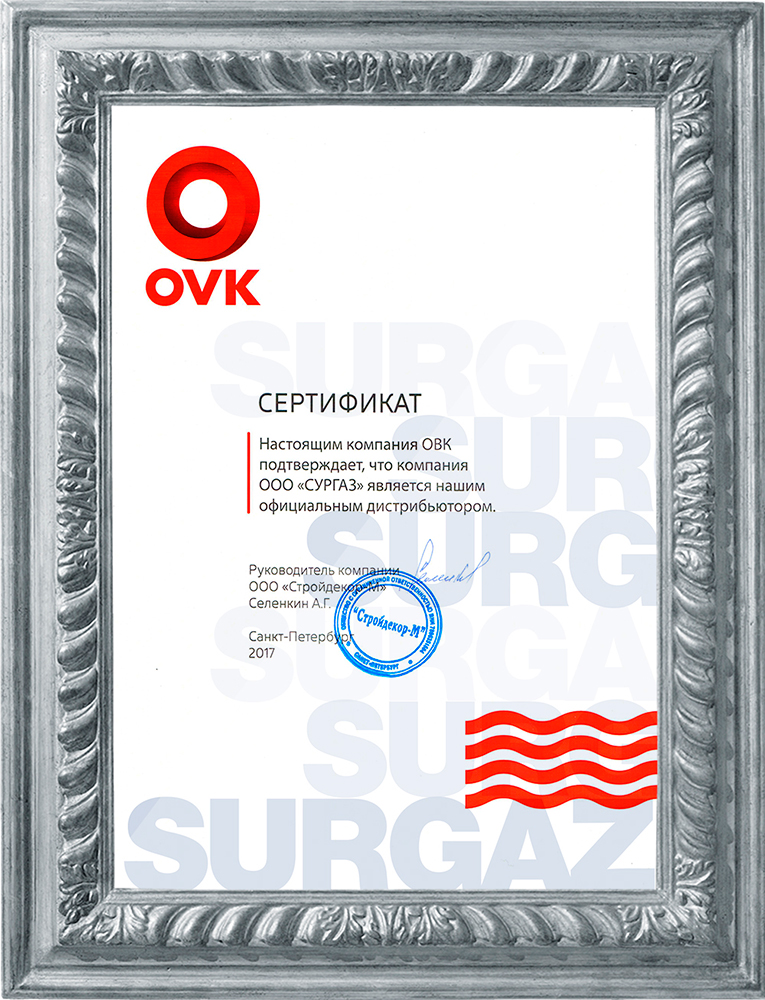 OVK
SURGA
СЕРТИФИКАТ
SUR
Настоящим компания ОВК
подтверждает, что компания
ООО «СУРГАЗ» является нашим
официальным дистрибьютором.
SURG
Руководитель компании
ООО «Стройдекор-М»
Селенкин А.Г.
ОБЩЕСТВО С ОГРАНИЧЕННОЙ ОТВЕТСТВЕННОСТЬЮ
"Стройдекор-М"
САНКТ-ПЕТЕРБУРГ
Санкт-Петербург
2017
SURGA
SURG
SURGAZ